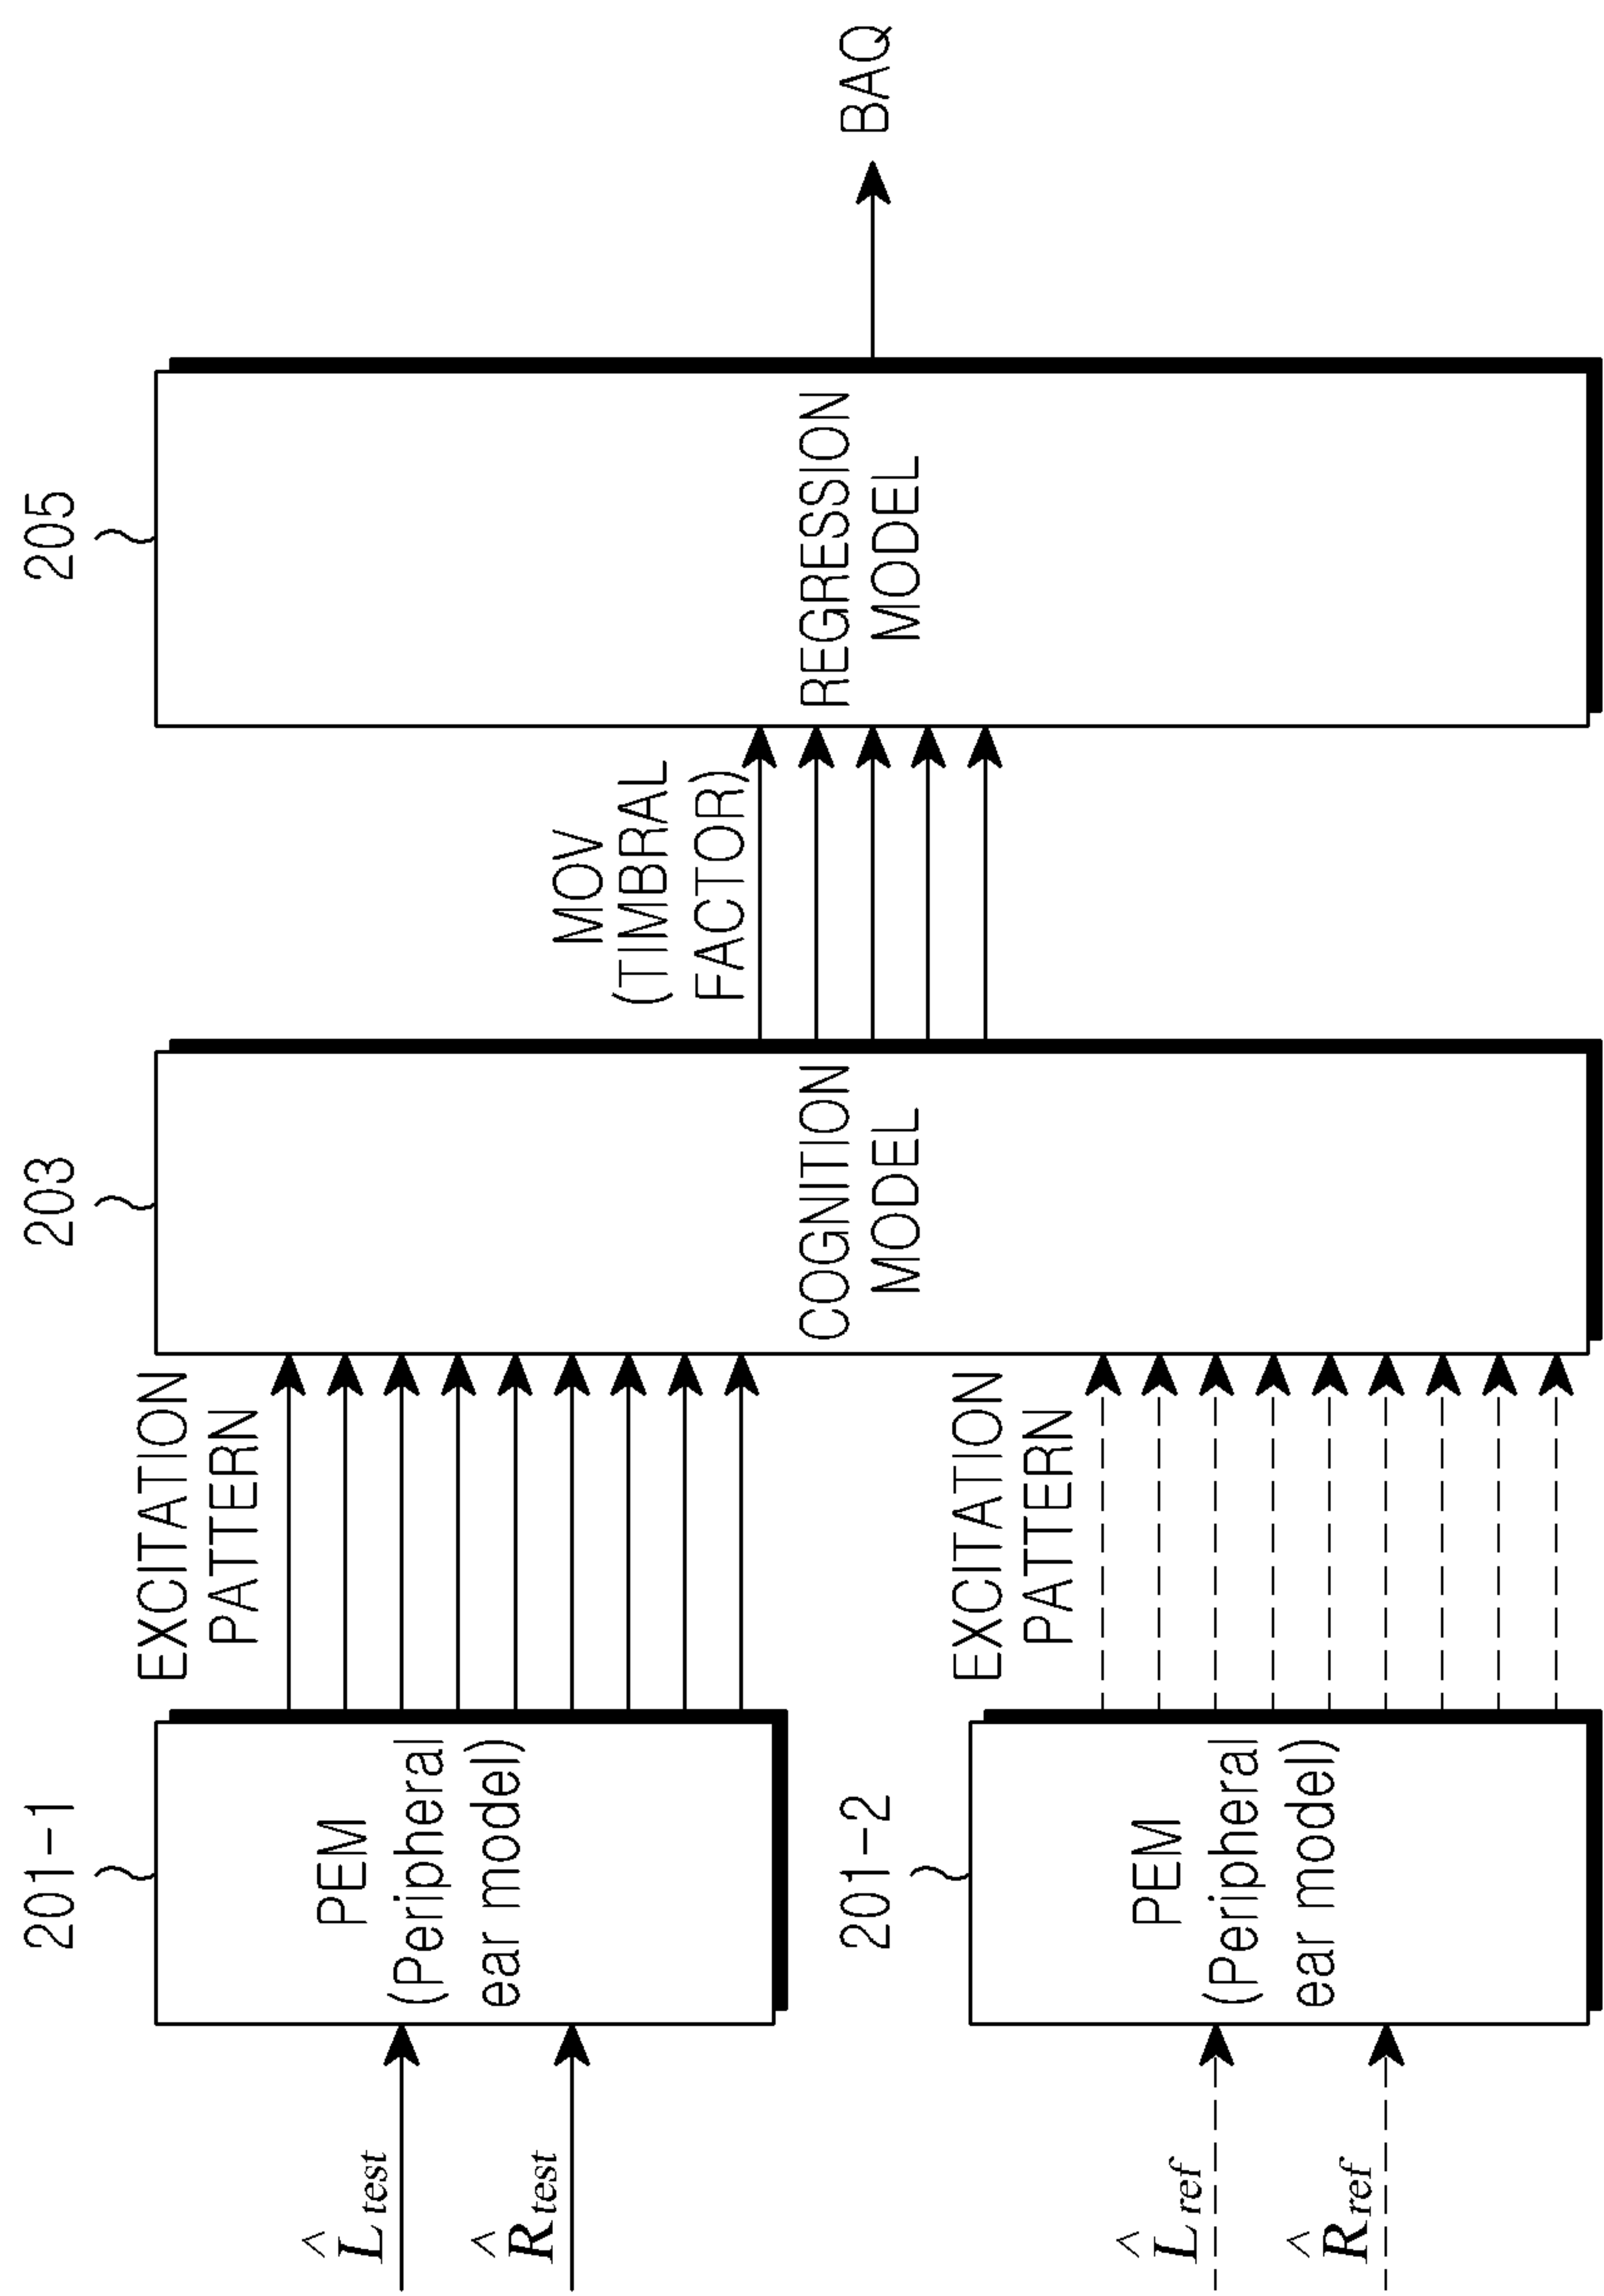 201-1
203
205
EXCITATION
PATTERN
PEM
(Peripheral
ear model)
L̂test
R̂test
MOV
(TIMBRAL
FACTOR)
COGNITION
MODEL
REGRESSION
MODEL
BAQ
201-2
EXCITATION
PATTERN
PEM
(Peripheral
ear model)
L̂ref
R̂ref